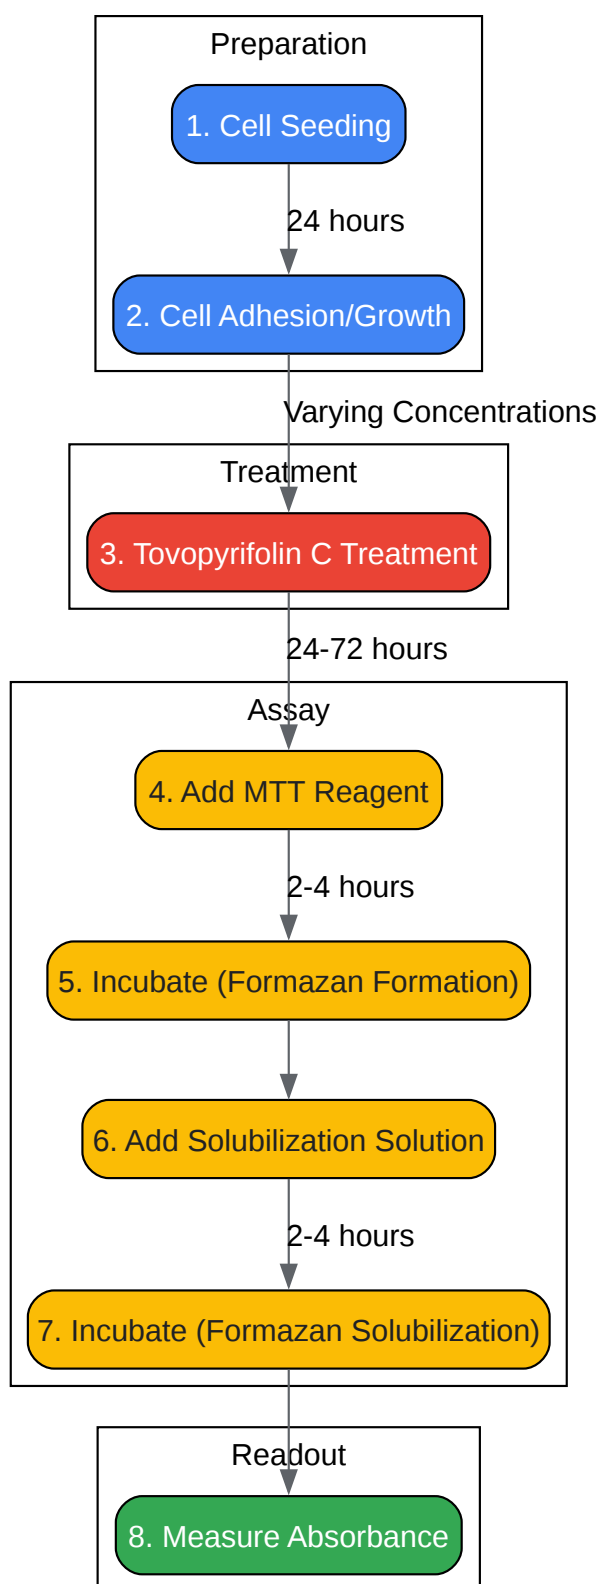 Preparation
1. Cell Seeding
24 hours
2. Cell Adhesion/Growth
Varying Concentrations
Treatment
3. Tovopyrifolin C Treatment
24-72 hours
Assay
4. Add MTT Reagent
2-4 hours
5. Incubate (Formazan Formation)
6. Add Solubilization Solution
2-4 hours
7. Incubate (Formazan Solubilization)
Readout
8. Measure Absorbance